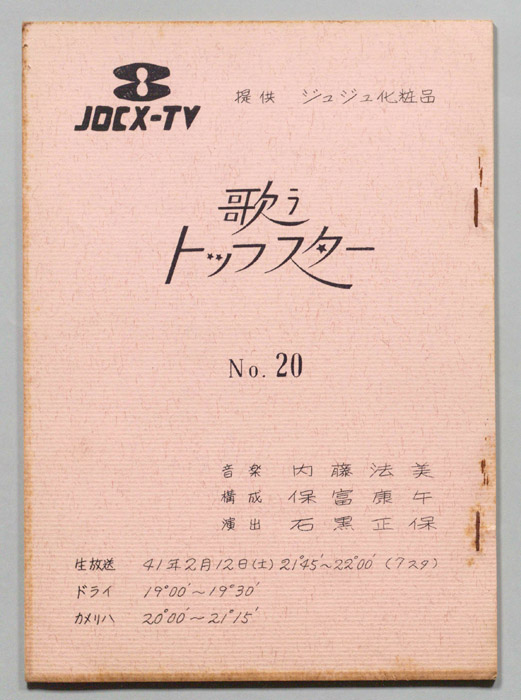 JOCX-TV
提供 ジュジュ化粧品
歌う
トップスター
No. 20
音楽 内藤法美
構成 保富康午
演出 石黒正保
生放送 41年2月12日(土) 21°45′~22°00′ (7スタ)
ドライ 19°00′~19°30′
カメリハ 20°00′~21°15′